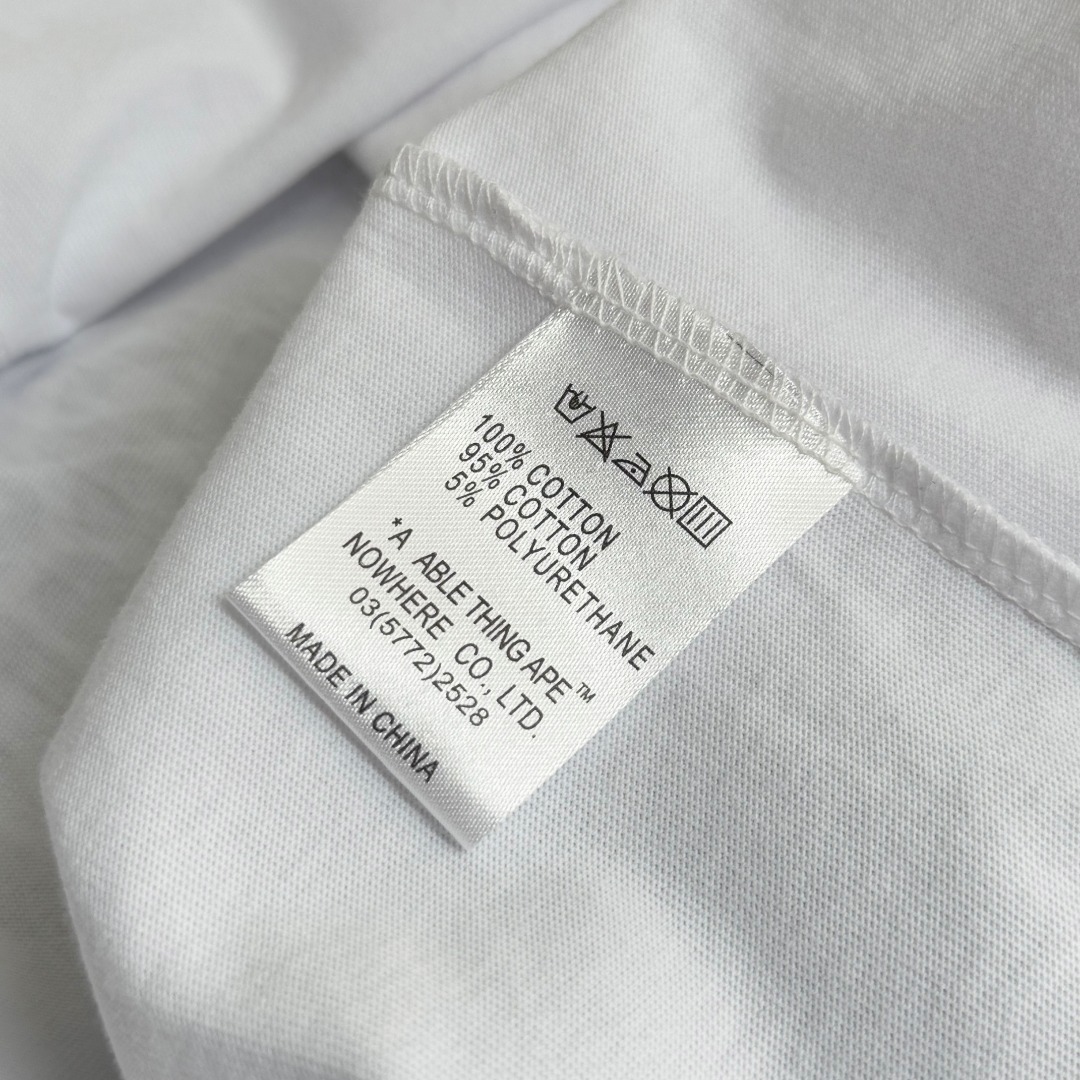 100% COTTON
95% COTTON
5% POLYURETHANE
*A ABLE THING APE™
NOWHERE CO., LTD.
03(5772)2528
MADE IN CHINA